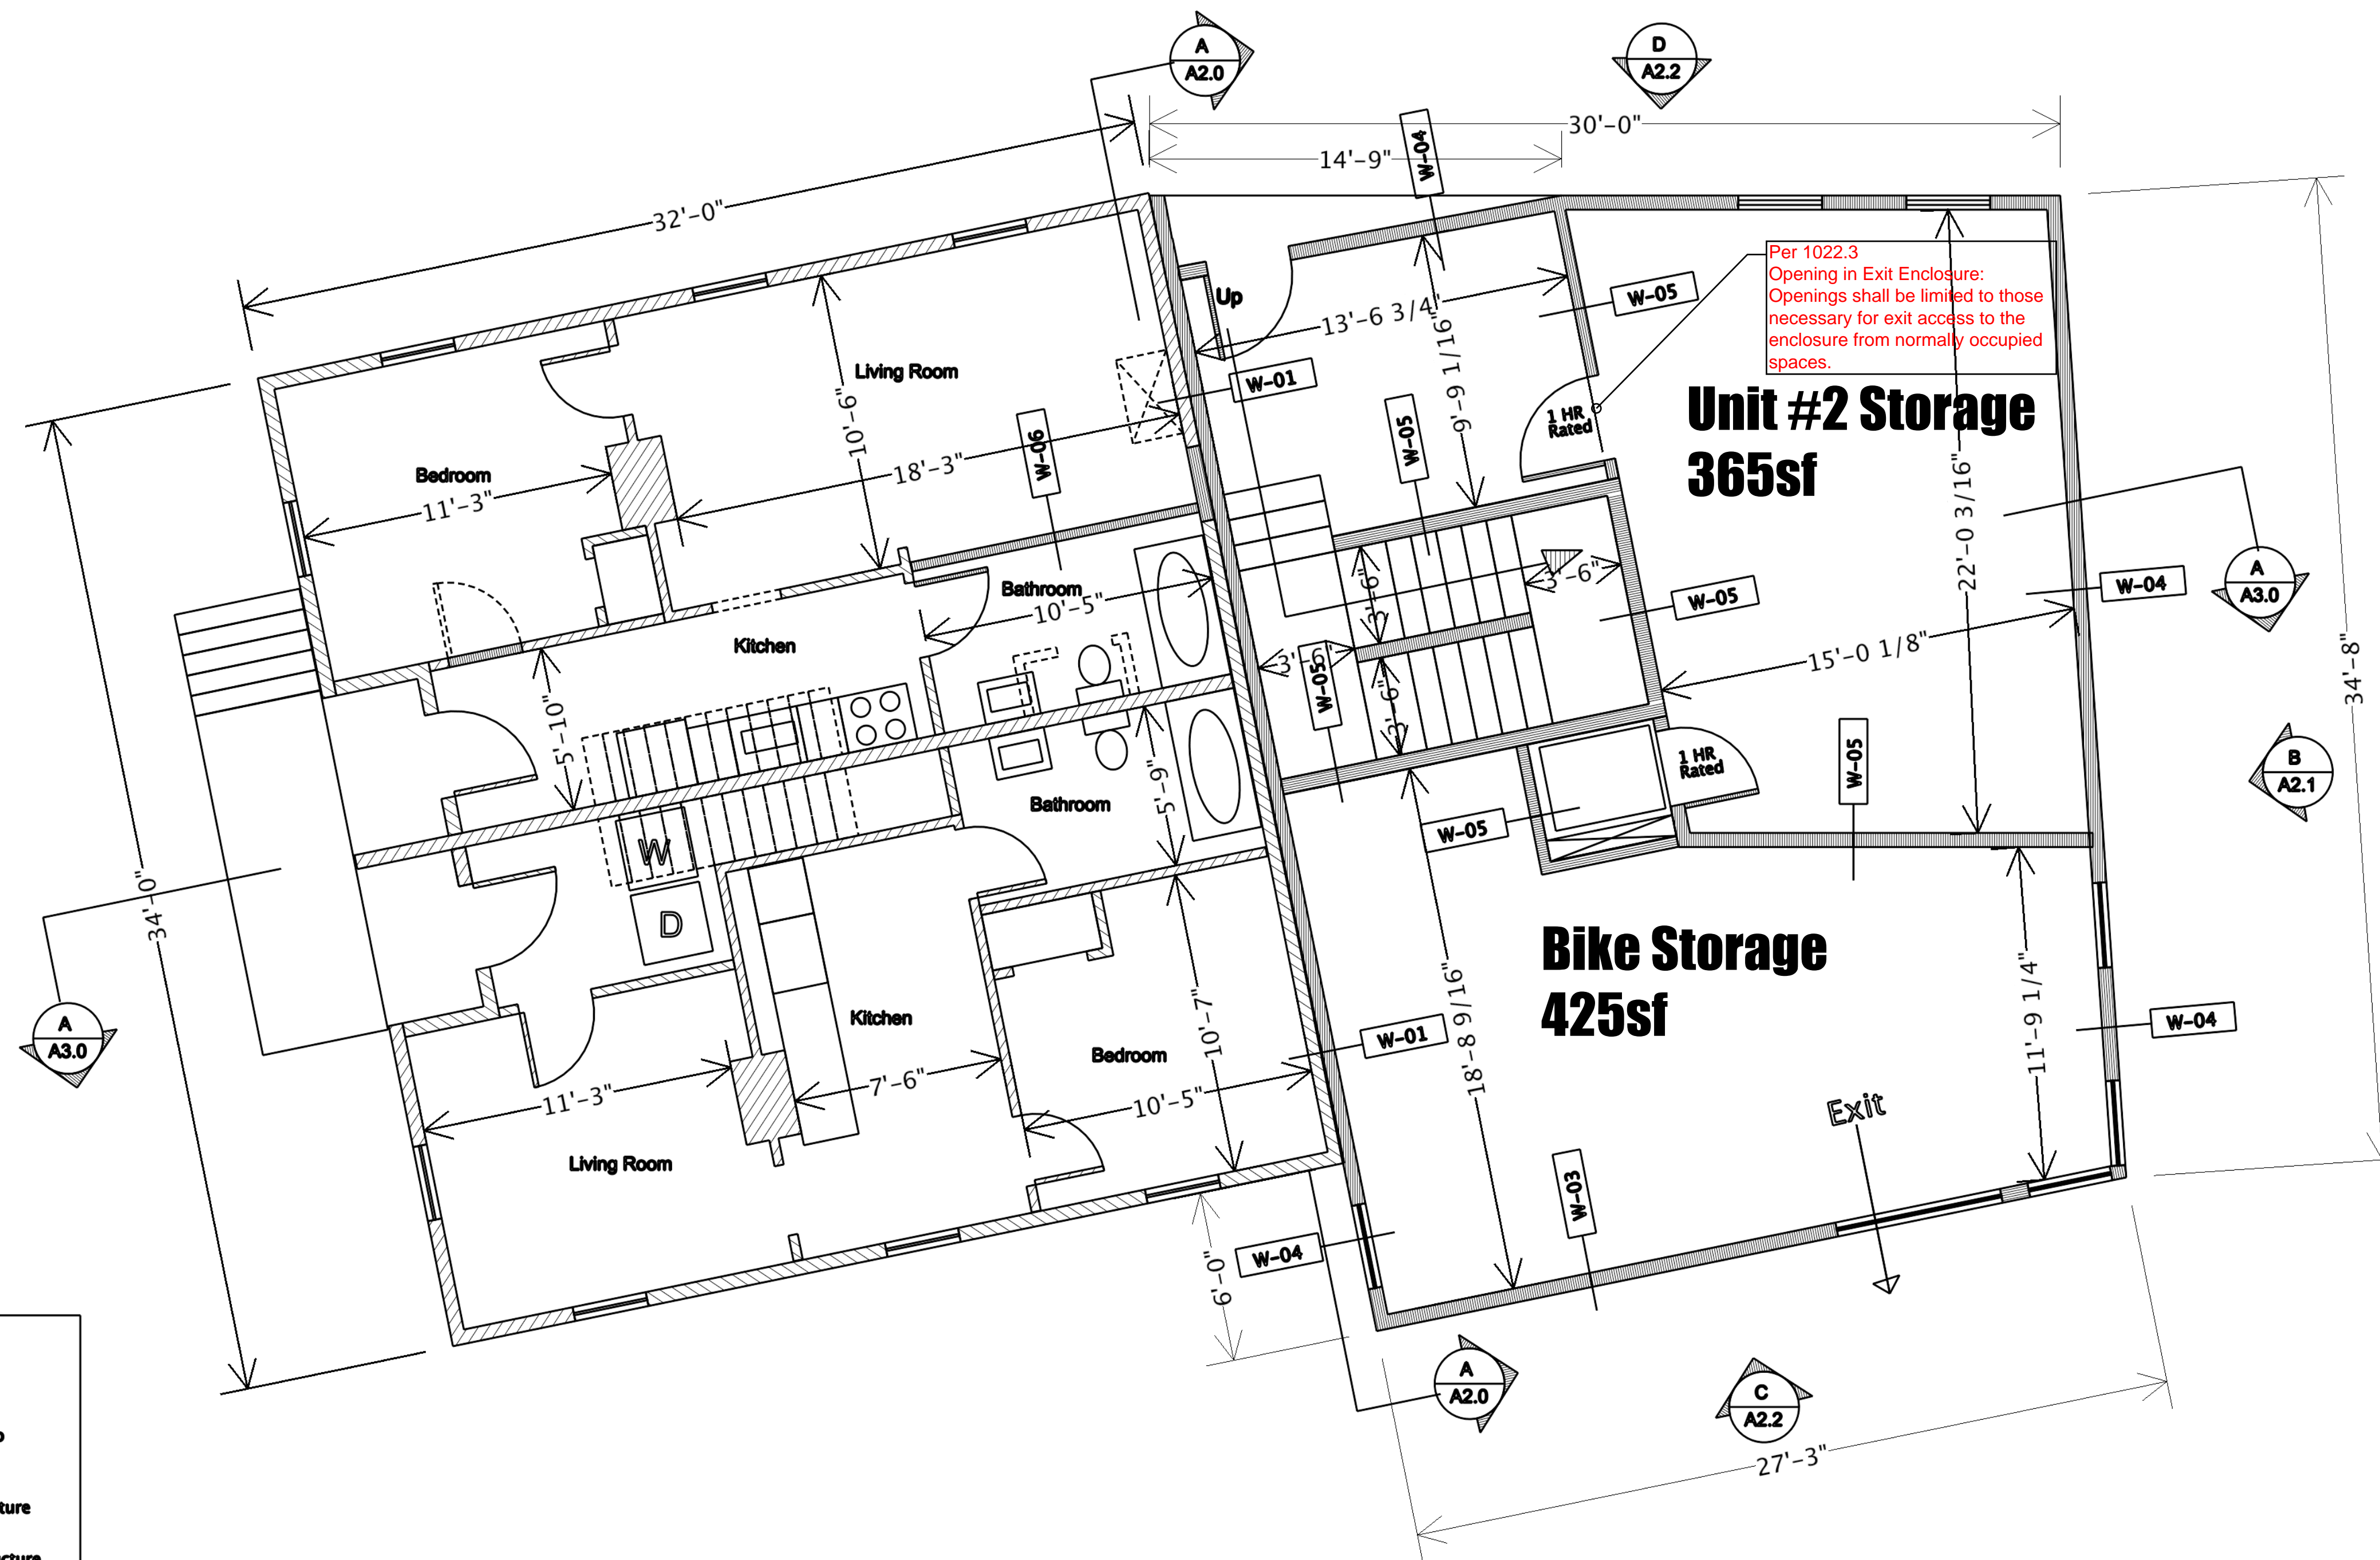 A
A2.0
D
A2.2
30'-0"
14'-9"
W-04
32'-0"
Per 1022.3
Opening in Exit Enclosure:
Openings shall be limited to those
necessary for exit access to the
enclosure from normally occupied
spaces.
Up
W-05
13'-6 3/4"
9'-9 1/16"
Living Room
W-01
10'-6"
W-06
W-05
1 HR
Rated
Unit #2 Storage
365sf
18'-3"
Bedroom
11'-3"
22'-0 3/16"
Bathroom
10'-5"
3'-6"
3'-6"
W-05
W-04
A
A3.0
Kitchen
3'-6"
W-05
15'-0 1/8"
34'-8"
5'-10"
3'-6"
W-05
1 HR
Rated
B
A2.1
Bathroom
5'-6"
W-05
W
34'-0"
D
Bike Storage
425sf
Kitchen
10'-7"
W-01
18'-8 9/16"
11'-9 1/4"
W-04
A
A3.0
Bedroom
11'-3"
7'-6"
10'-5"
Exit
Living Room
W-03
W-04
6'-0"
A
A2.0
C
A2.2
27'-3"
ture